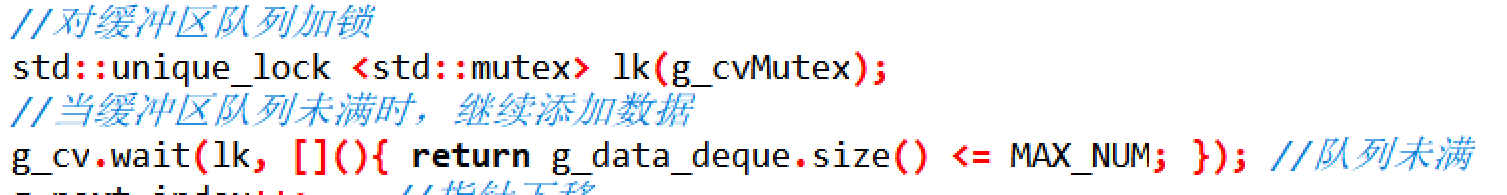 //对缓冲区队列加锁
std::unique_lock <std::mutex> lk(g_cvMutex);
//当缓冲区队列未满时，继续添加数据
g_cv.wait(lk, [](){ return g_data_deque.size() <= MAX_NUM; }); //队列未满